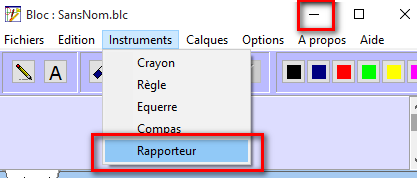 Bloc : SansNom.blc
Fichiers Edition Instruments Calques Options A propos Aide
A
Crayon
Règle
Equerre
Compas
Rapporteur